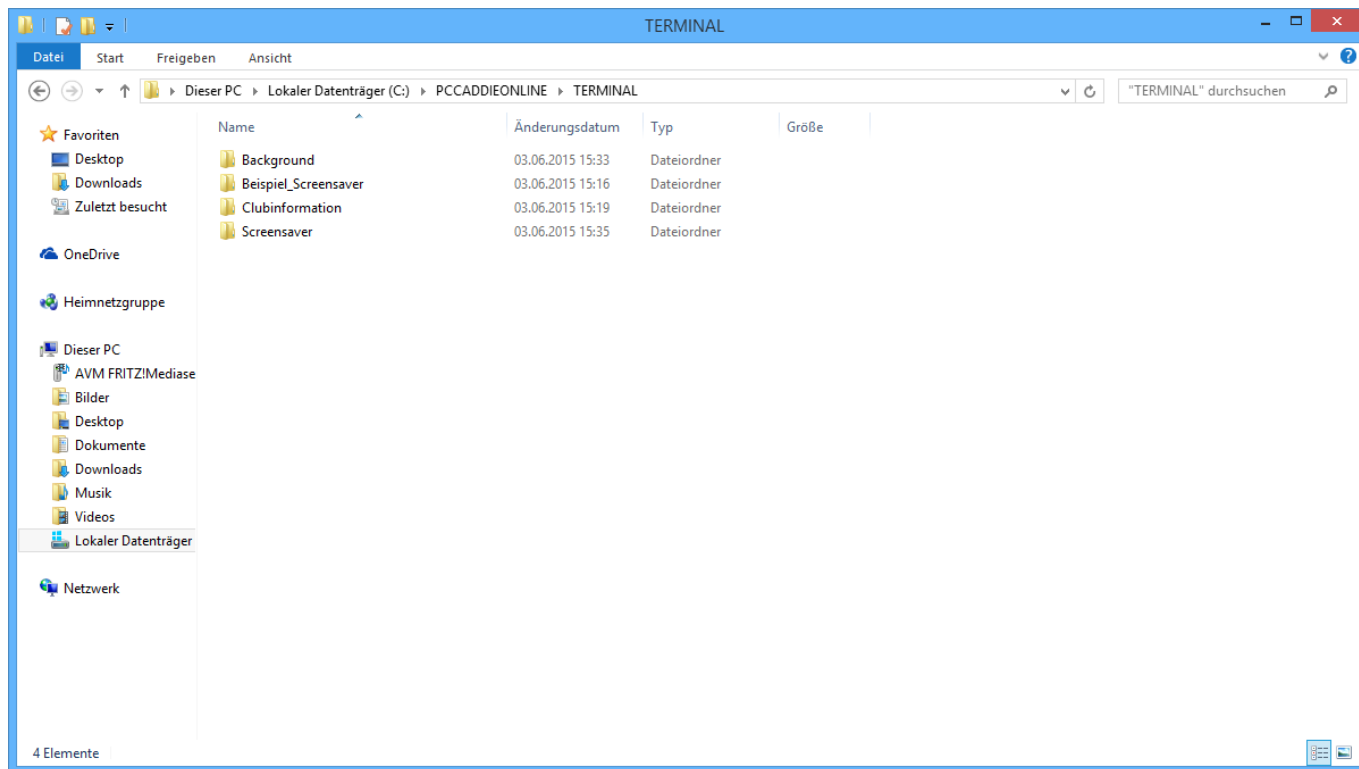 TERMINAL
Datei Start Freigeben Ansicht
Dieser PC Lokaler Datenträger (C:) PCCADDIEONLINE TERMINAL "TERMINAL" durchsuchen
Favoriten
Desktop
Downloads
Zuletzt besucht
OneDrive
Heimnetzgruppe
Dieser PC
AVM FRITZ!Mediase
Bilder
Desktop
Dokumente
Downloads
Musik
Videos
Lokaler Datenträger
Netzwerk
Name Änderungsdatum Typ Größe
Background 03.06.2015 15:33 Dateiordner
Beispiel_Screensaver 03.06.2015 15:16 Dateiordner
Clubinformation 03.06.2015 15:19 Dateiordner
Screensaver 03.06.2015 15:35 Dateiordner
4 Elemente